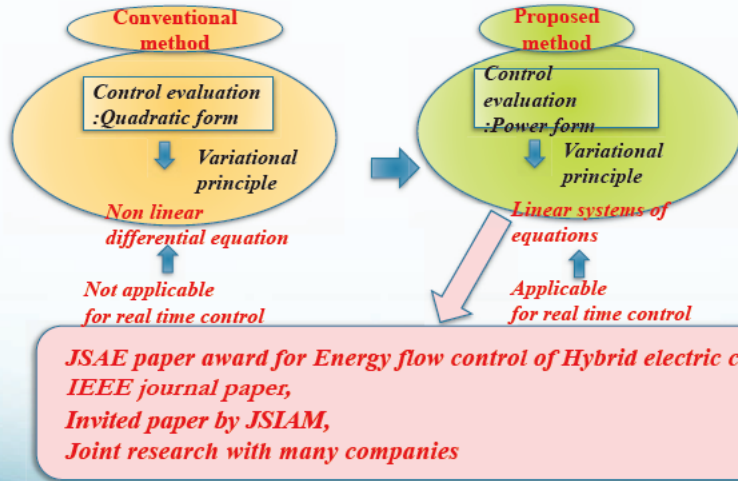 Conventional
method
Control evaluation
:Quadratic form
Variational
principle
Non linear
differential equation
Not applicable
for real time control
Proposed
method
Control
evaluation
:Power form
Variational
principle
Linear systems of
equations
Applicable
for real time control
JSAE paper award for Energy flow control of Hybrid electric
IEEE journal paper,
Invited paper by JSIAM,
Joint research with many companies